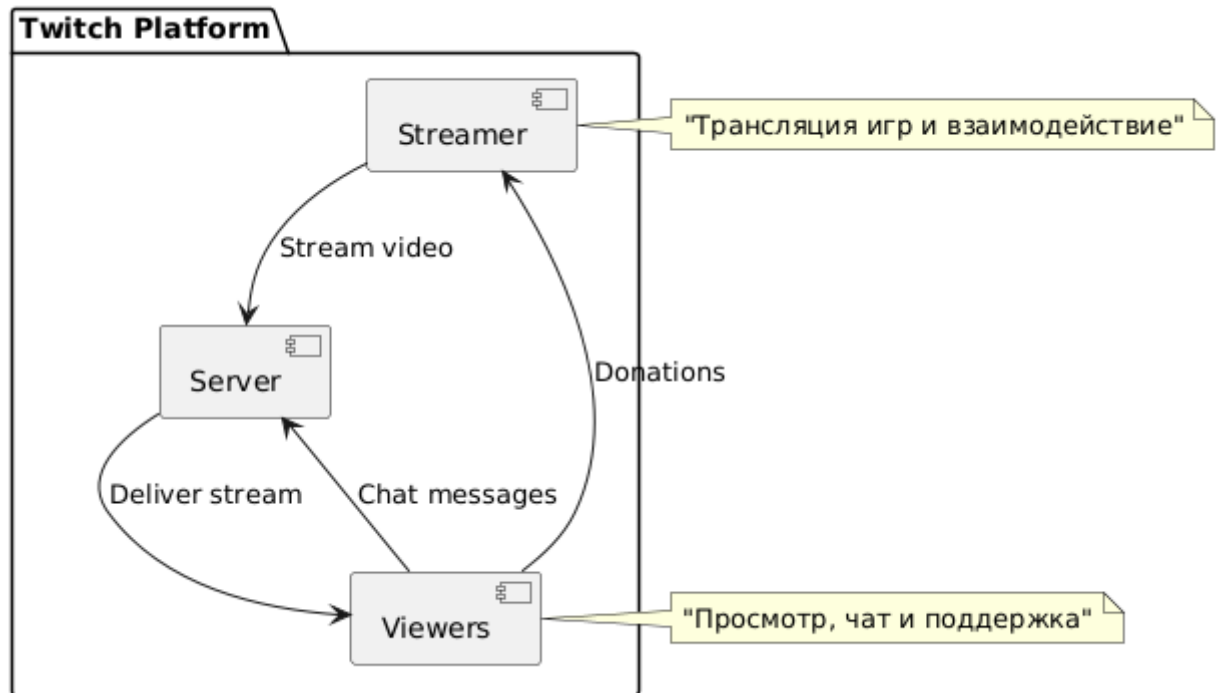 Twitch Platform
Streamer
"Трансляция игр и взаимодействие"
Stream video
Server
Donations
Deliver stream
Chat messages
Viewers
"Просмотр, чат и поддержка"